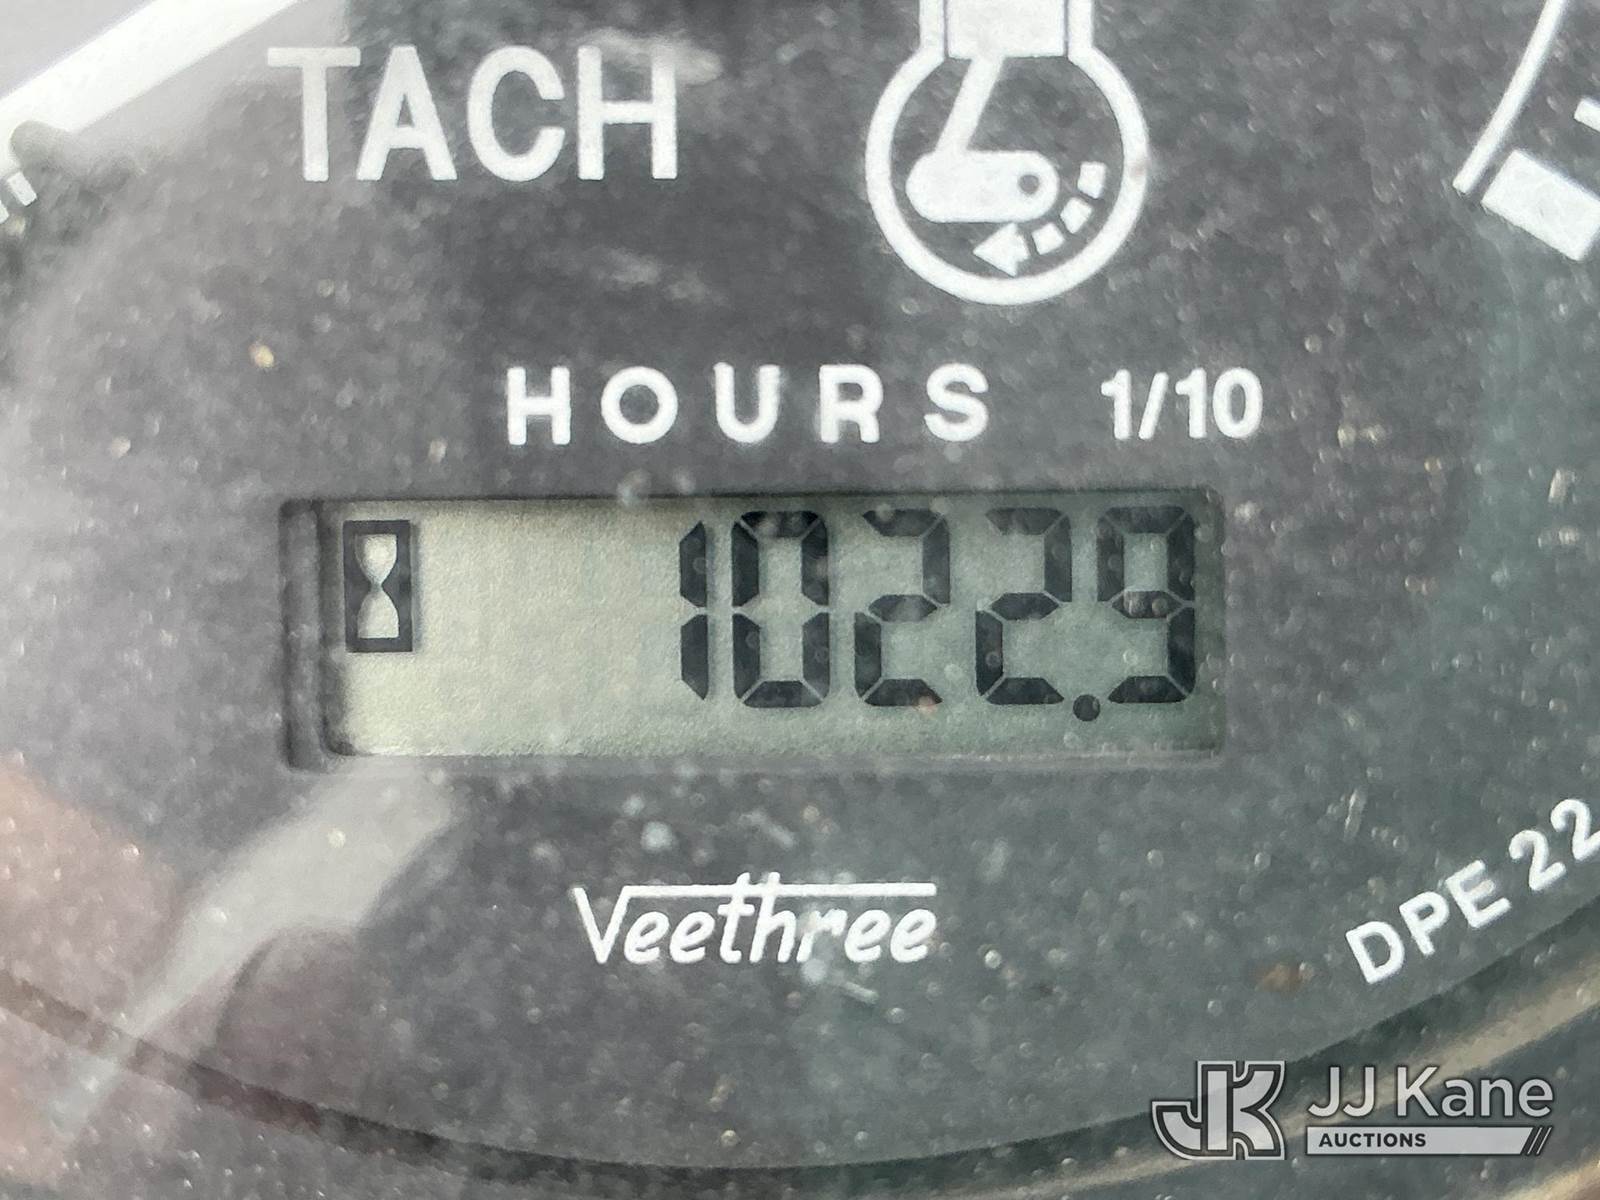 TACH
HOURS 1/10
1022.9
Veethree
DPE 22
JJ Kane
AUCTIONS